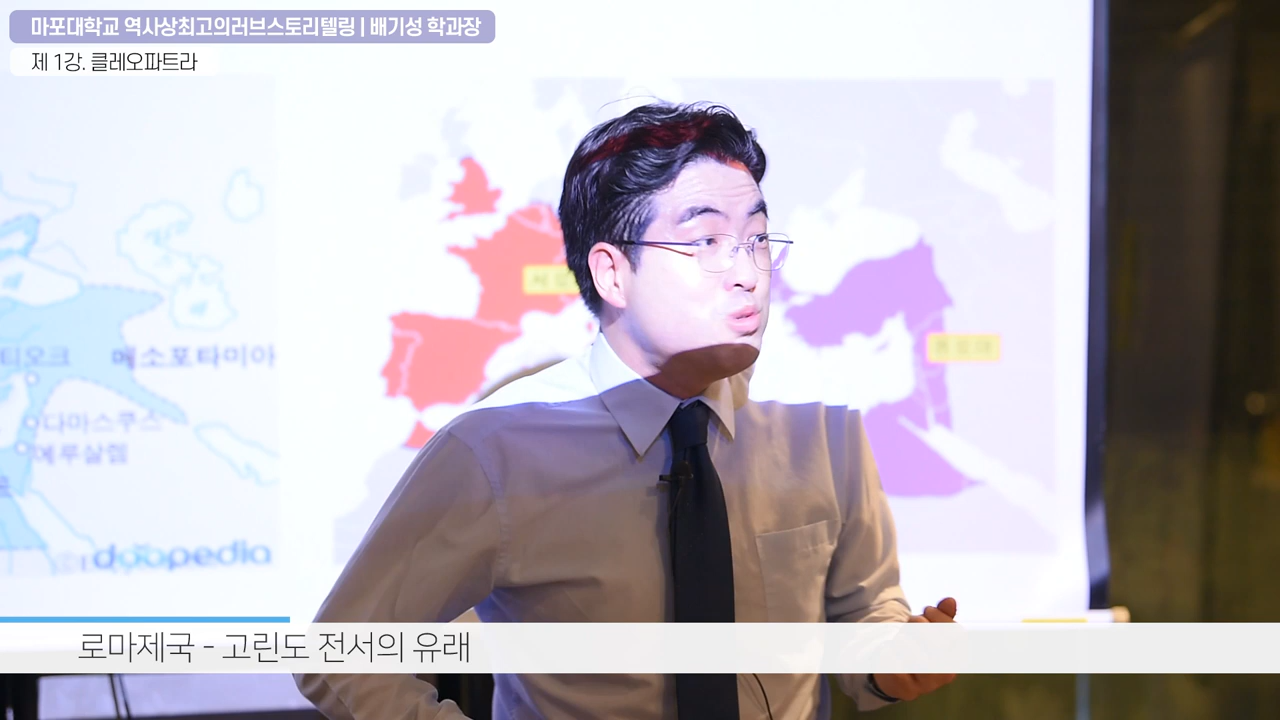 마포대학교 역사상최고의러브스토리텔링 | 배기성 학과장
제 1강. 클레오파트라
티오크 메소포타미아
다마스쿠스
예루살렘
doopedia
로마제국 - 고린도 전서의 유래